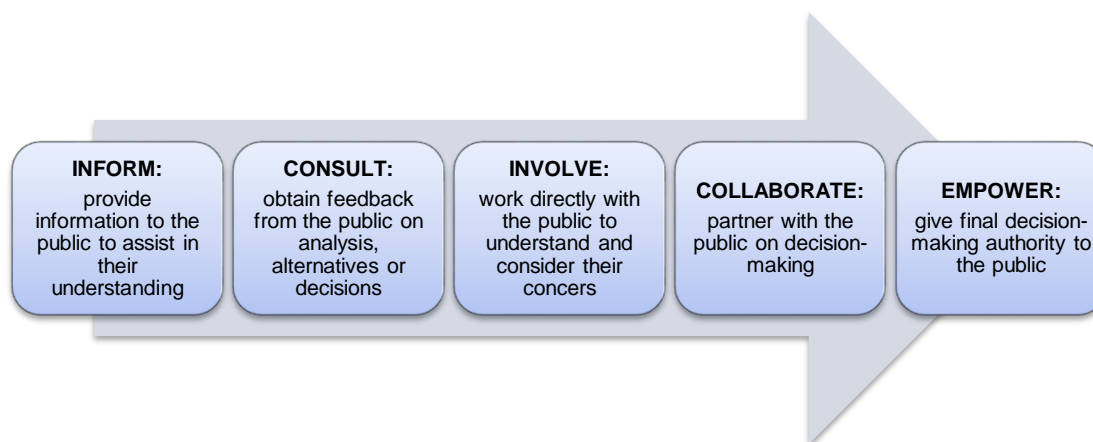 INFORM:
provide
information to the
public to assist in
their
understanding
CONSULT:
obtain feedback
from the public on
analysis,
alternatives or
decisions
INVOLVE:
work directly with
the public to
understand and
consider their
concers
COLLABORATE:
partner with the
public on decision-
making
EMPOWER:
give final decision-
making authority to
the public